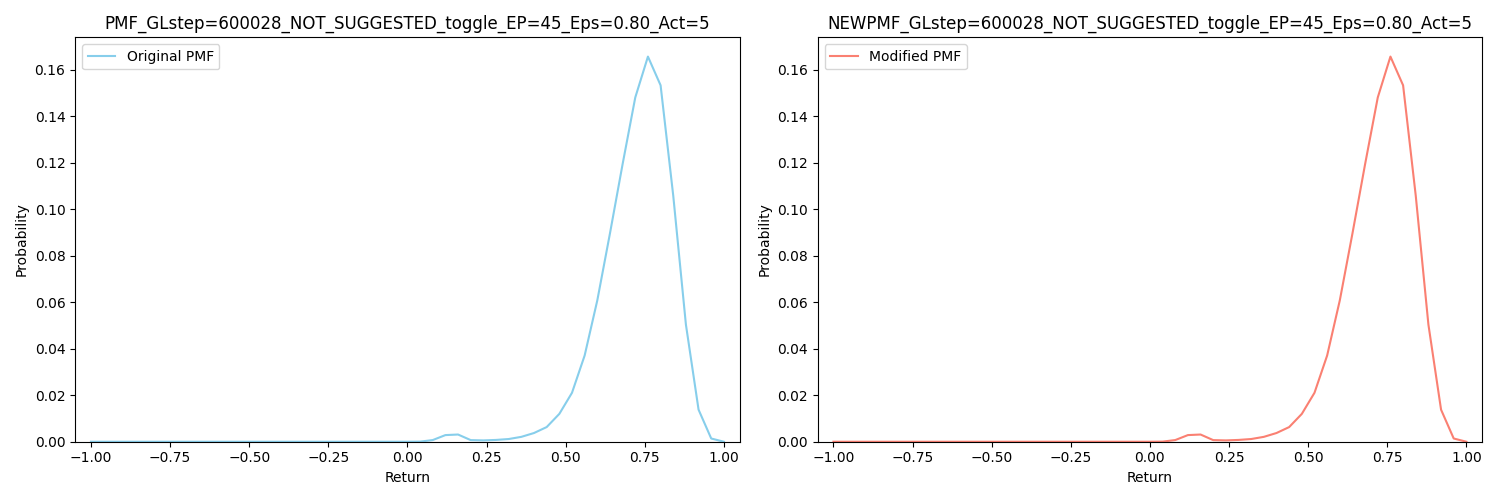 PMF_GLstep=600028_NOT_SUGGESTED_toggle_EP=45_Eps=0.80_Act=5
Original PMF
Probability
0.16
0.14
0.12
0.10
0.08
0.06
0.04
0.02
0.00
−1.00 −0.75 −0.50 −0.25 0.00 0.25 0.50 0.75 1.00
Return
NEWPMF_GLstep=600028_NOT_SUGGESTED_toggle_EP=45_Eps=0.80_Act=5
Modified PMF
Probability
0.16
0.14
0.12
0.10
0.08
0.06
0.04
0.02
0.00
−1.00 −0.75 −0.50 −0.25 0.00 0.25 0.50 0.75 1.00
Return